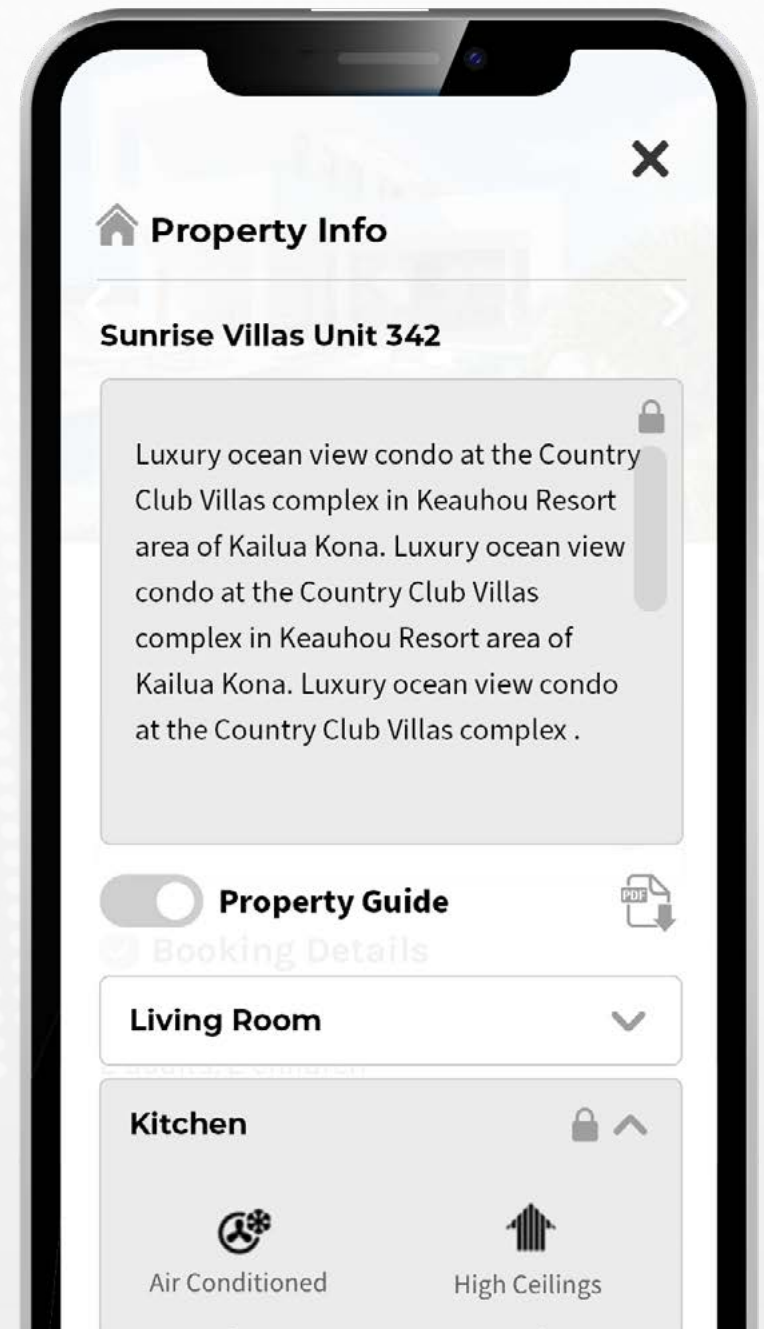 Property Info
Sunrise Villas Unit 342
Luxury ocean view condo at the Country
Club Villas complex in Keauhou Resort
area of Kailua Kona. Luxury ocean view
condo at the Country Club Villas
complex in Keauhou Resort area of
Kailua Kona. Luxury ocean view condo
at the Country Club Villas complex .
Property Guide
PDF
Booking Details
Living Room
Kitchen
Air Conditioned
High Ceilings